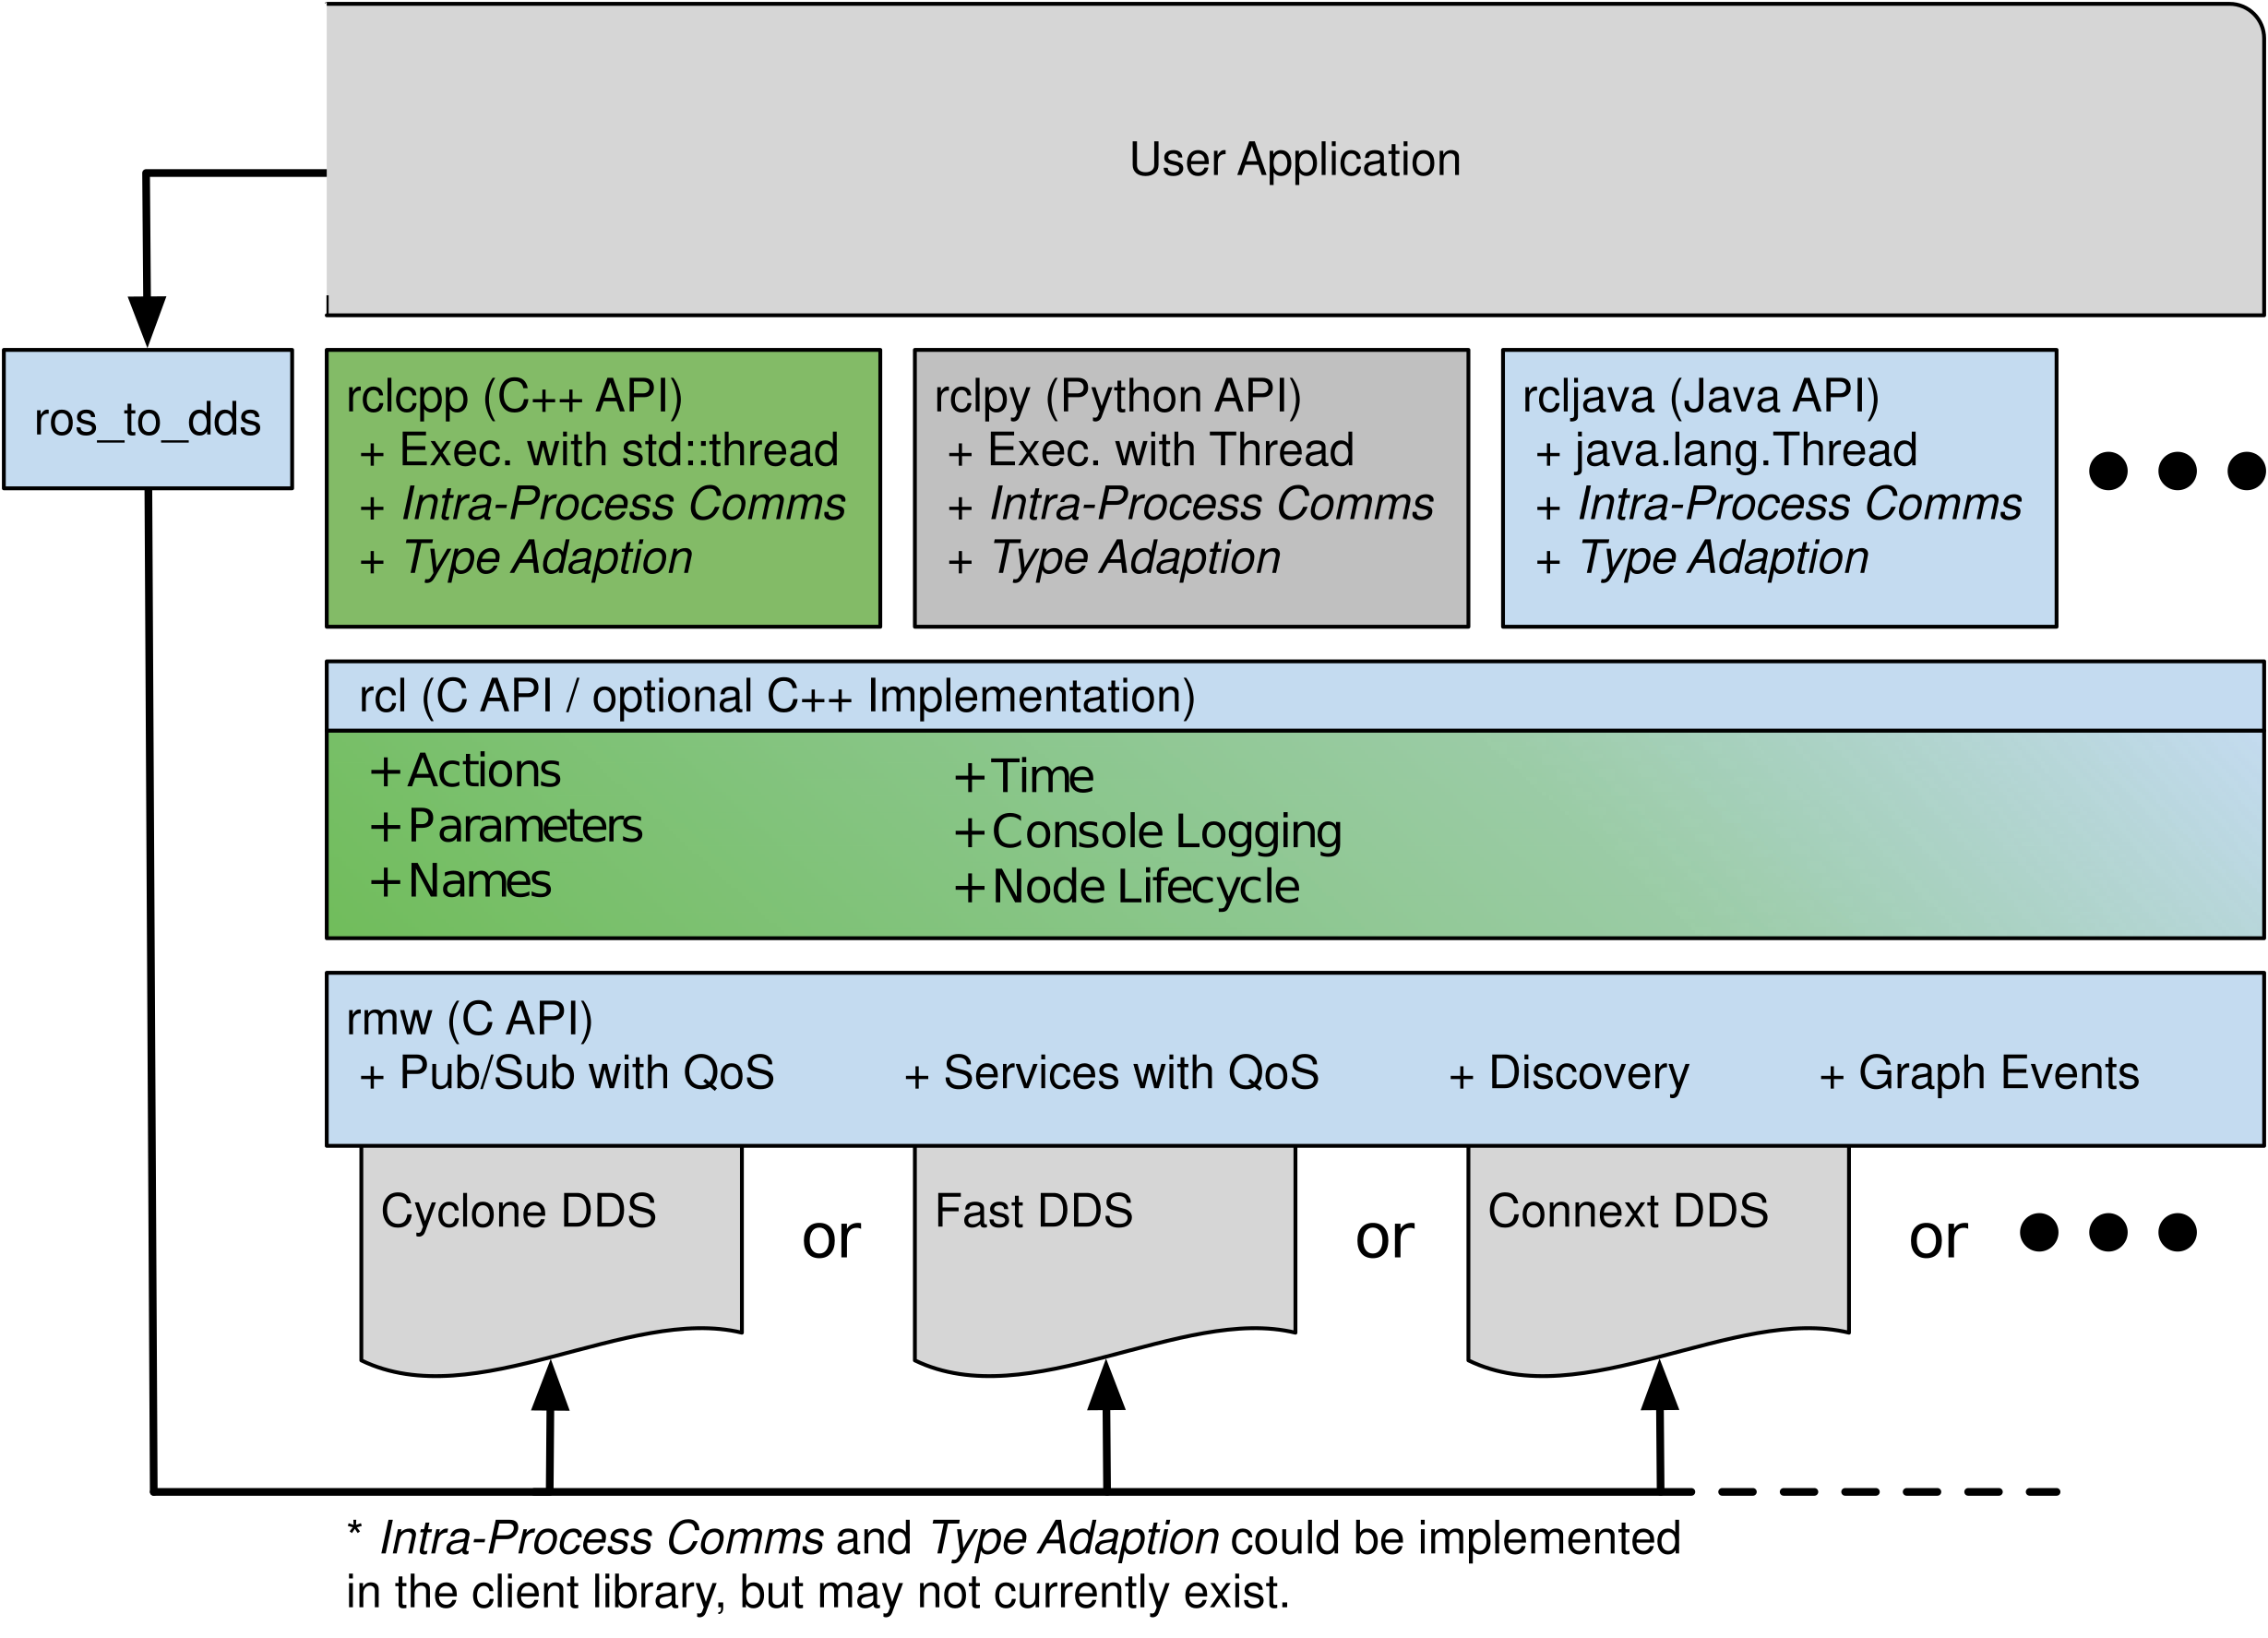 User Application
ros_to_dds
rclcpp (C++ API)
+ Exec. with std::thread
+ Intra-Process Comms
+ Type Adaption
rclpy (Python API)
+ Exec. with Thread
+ Intra-Process Comms
+ Type Adaption
rcljava (Java API)
+ java.lang.Thread
+ Intra-Process Comms
+ Type Adaption
rcl (C API / optional C++ Implementation)
+Actions
+Parameters
+Names
+Time
+Console Logging
+Node Lifecycle
rmw (C API)
+ Pub/Sub with QoS + Services with QoS + Discovery + Graph Events
Cyclone DDS or Fast DDS or Connext DDS or
* Intra-Process Comms and Type Adaption could be implemented
in the client library, but may not currently exist.